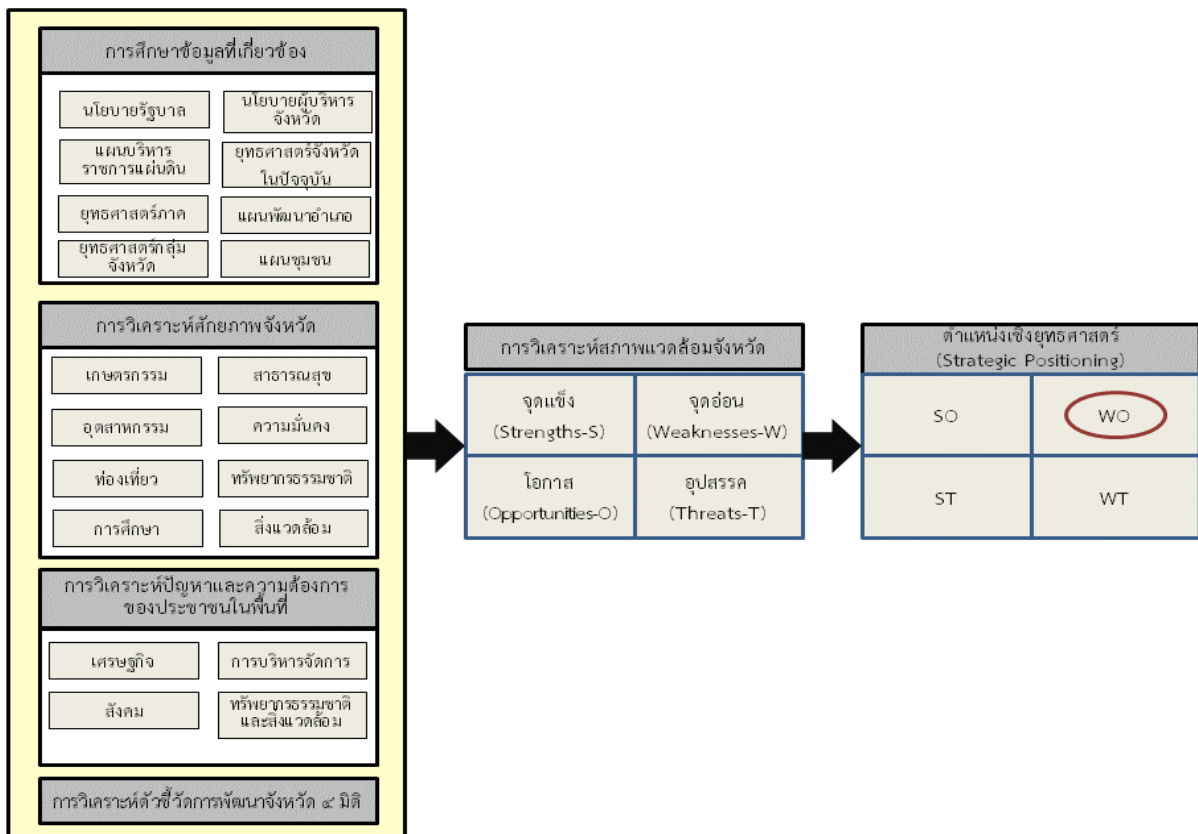 การศึกษาข้อมูลที่เกี่ยวข้อง
นโยบายรัฐบาล
นโยบายผู้บริหาร
จังหวัด
แผนบริหาร
ราชการแผ่นดิน
ยุทธศาสตร์จังหวัด
ในปัจจุบัน
ยุทธศาสตร์ภาค
แผนพัฒนาอำเภอ
ยุทธศาสตร์กลุ่ม
จังหวัด
แผนชุมชน
การวิเคราะห์ศักยภาพจังหวัด
เกษตรกรรม
สาธารณสุข
อุตสาหกรรม
ความมั่นคง
ท่องเที่ยว
ทรัพยากรธรรมชาติ
การศึกษา
สิ่งแวดล้อม
การวิเคราะห์ปัญหาและความต้องการ
ของประชาชนในพื้นที่
เศรษฐกิจ
การบริหารจัดการ
สังคม
ทรัพยากรธรรมชาติ
และสิ่งแวดล้อม
การวิเคราะห์ตัวชี้วัดการพัฒนาจังหวัด ๔ มิติ
การวิเคราะห์สภาพแวดล้อมจังหวัด
จุดแข็ง
(Strengths-S)
จุดอ่อน
(Weaknesses-W)
โอกาส
(Opportunities-O)
อุปสรรค
(Threats-T)
ตำแหน่งเชิงยุทธศาสตร์
(Strategic Positioning)
SO
WO
ST
WT